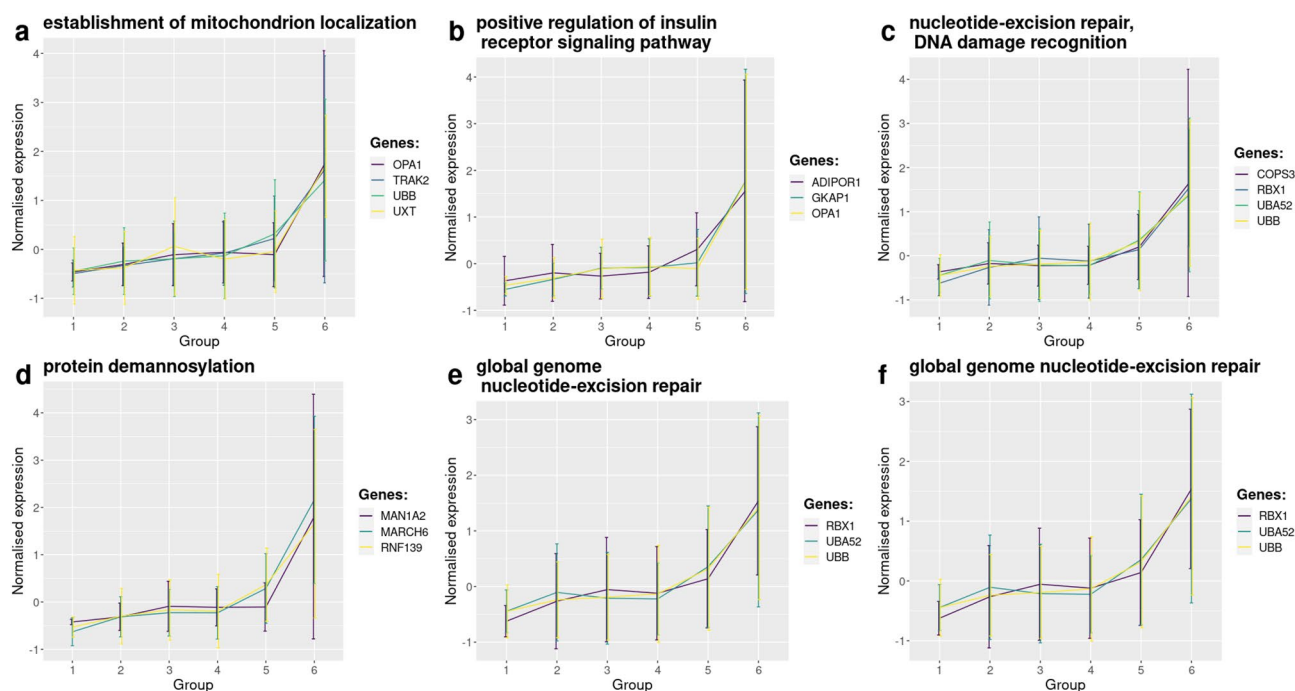 a establishment of mitochondrion localization
Normalised expression
4
3
2
1
0
-1
1 2 3 4 5 6
Group
Genes:
OPA1
TRAK2
UBB
UXT
b positive regulation of insulin
receptor signaling pathway
Normalised expression
4
3
2
1
0
-1
1 2 3 4 5 6
Group
Genes:
ADIPOR1
GKAP1
OPA1
c nucleotide-excision repair,
DNA damage recognition
Normalised expression
4
3
2
1
0
-1
1 2 3 4 5 6
Group
Genes:
COPS3
RBX1
UBA52
UBB
d protein demannosylation
Normalised expression
4
3
2
1
0
-1
1 2 3 4 5 6
Group
Genes:
MAN1A2
MARCH6
RNF139
e global genome
nucleotide-excision repair
Normalised expression
3
2
1
0
-1
1 2 3 4 5 6
Group
Genes:
RBX1
UBA52
UBB
f global genome nucleotide-excision repair
Normalised expression
3
2
1
0
-1
1 2 3 4 5 6
Group
Genes:
RBX1
UBA52
UBB